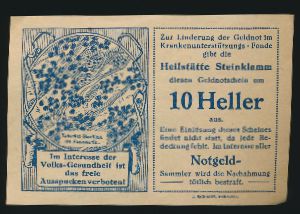 Im Interesse der
Volks-Gesundheit ist
das freie
Ausspucken verboten!
Zur Linderung der Geldnot im
Krankenunterstützungs-Fonde
gibt die
Heilstätte Steinklamm
diesen Geldnotschein um
10 Heller
aus.
Eine Einlösung dieses Scheines
findet nicht statt, da jede Be-
deckung fehlt. Im Interesse aller
Notgeld-
Sammler wird die Nachahmung
tötlich bestraft.